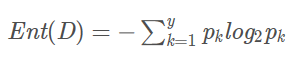 Ent(D) = −∑_{k=1}^{y} p_k log_2 p_k